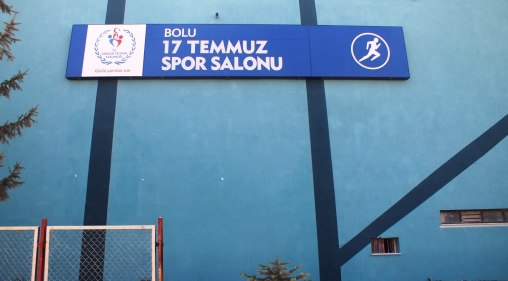 BOLU
17 TEMMUZ
SPOR SALONU